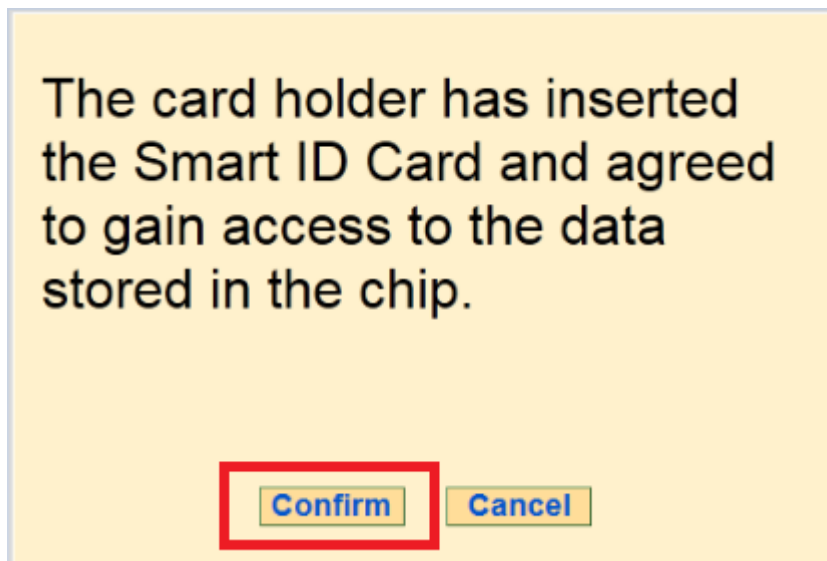 The card holder has inserted
the Smart ID Card and agreed
to gain access to the data
stored in the chip.
Confirm Cancel